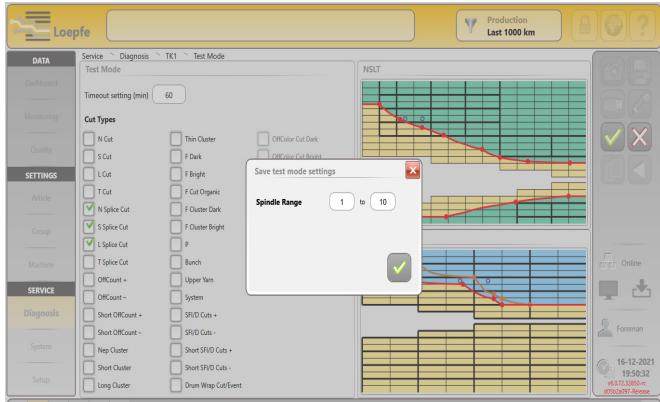 Loepfe
Production
Last 1000 km
DATA
Dashboard
Monitoring
Quality
SETTINGS
Article
Group
Machine
SERVICE
Diagnosis
System
Setup
Service Diagnosis TK1 Test Mode
Test Mode
Timeout setting (min) 60
Cut Types
N Cut
S Cut
L Cut
T Cut
N Splice Cut
S Splice Cut
L Splice Cut
T Splice Cut
OffCount +
OffCount −
Short OffCount +
Short OffCount −
Nep Cluster
Short Cluster
Long Cluster
Thin Cluster
F Dark
F Bright
F Cut Organic
F Cluster Dark
F Cluster Bright
P
Bunch
Upper Yarn
System
SFI/D Cuts +
SFI/D Cuts -
Short SFI/D Cuts +
Short SFI/D Cuts -
Drum Wrap Cut/Event
OffColor Cut Dark
OffColor Cut Bright
NSLT
Save test mode settings
Spindle Range 1 to 10
Online
Foreman
16-12-2021
19:50:32